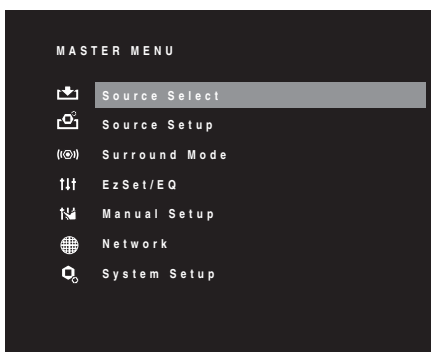 MASTER MENU
Source Select
Source Setup
Surround Mode
EzSet/EQ
Manual Setup
Network
System Setup